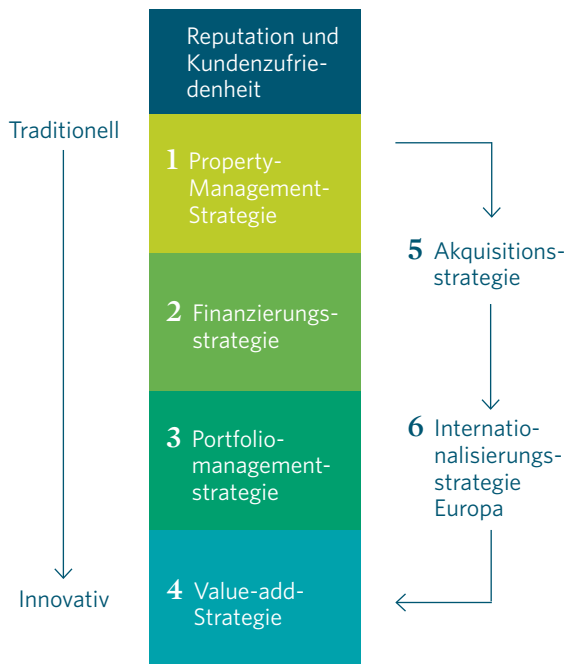 Reputation und
Kundenzufrie-
denheit
Traditionell
1 Property-
Management-
Strategie
2 Finanzierungs-
strategie
3 Portfolio-
management-
strategie
4 Value-add-
Strategie
Innovativ
5 Akquisitions-
strategie
6 Internatio-
nalisierungs-
strategie
Europa